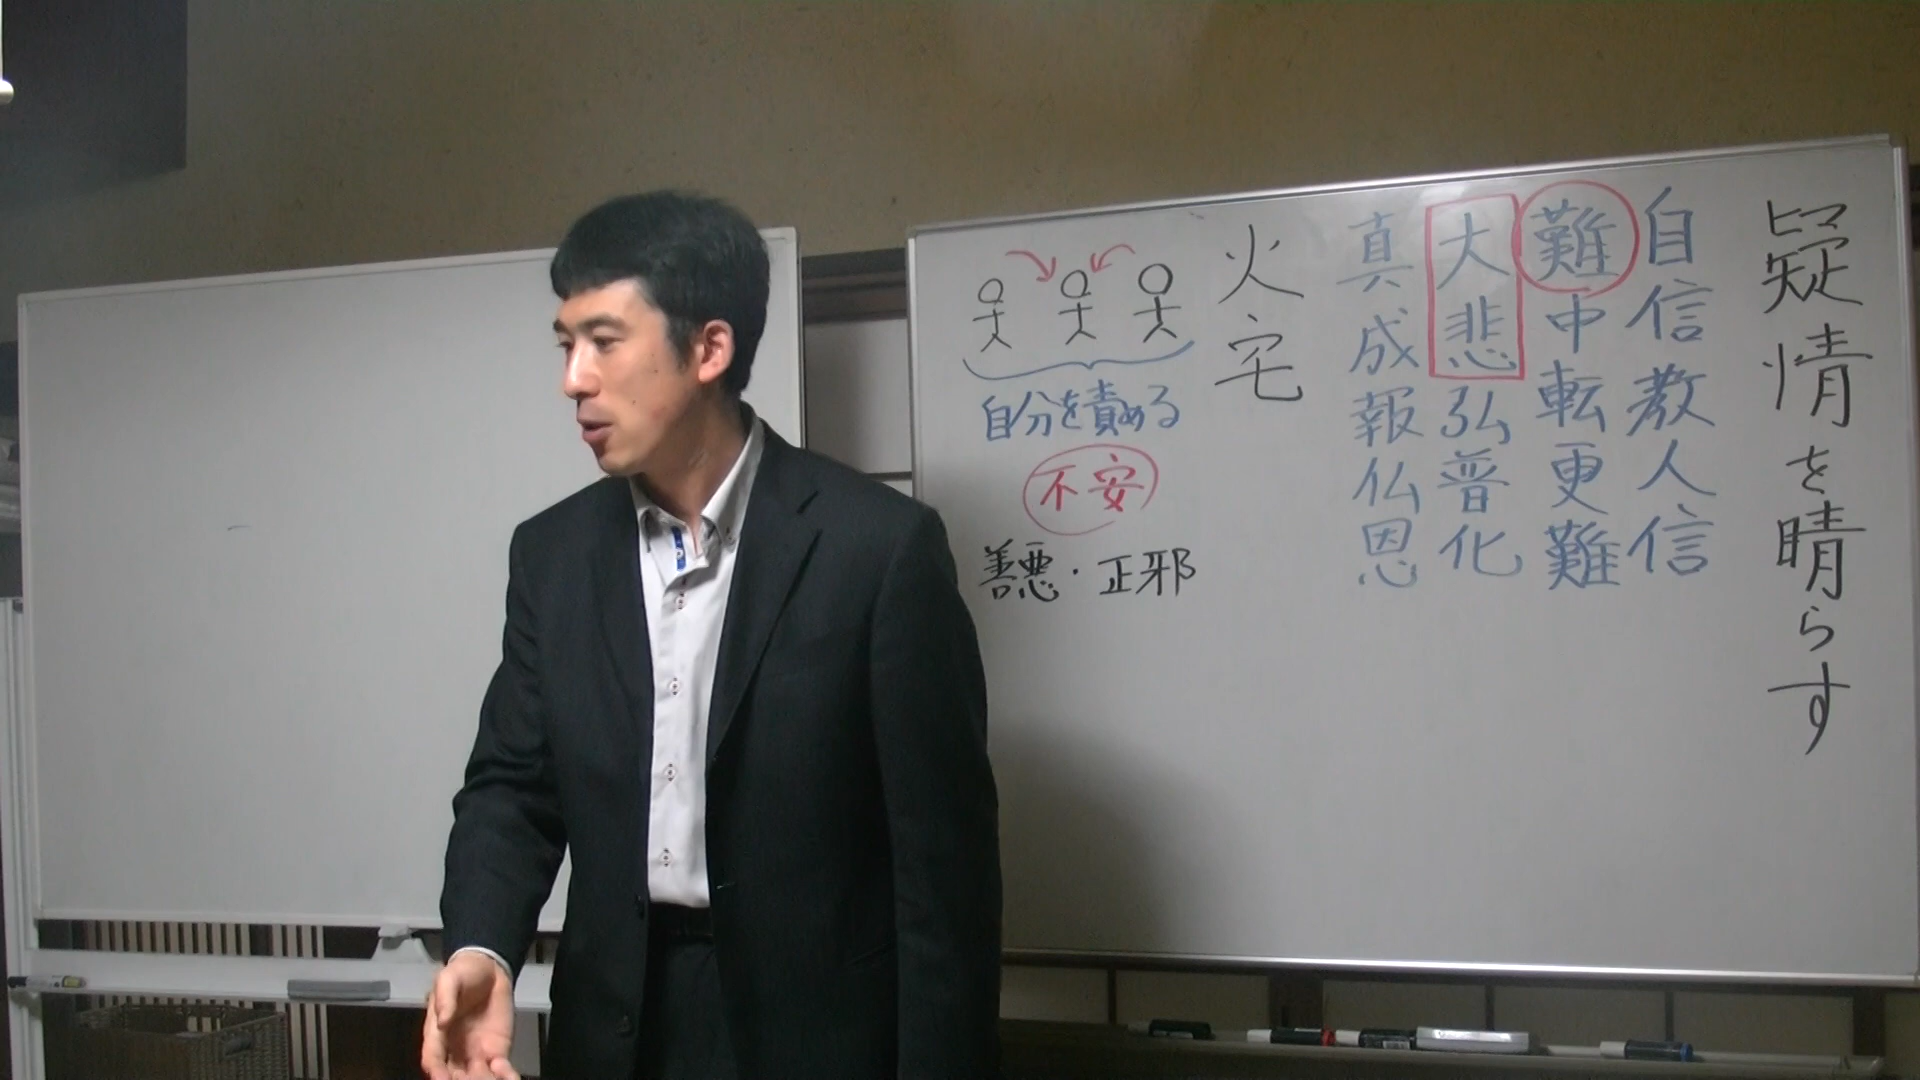 疑情を晴らす
自信教人信
難中転更難
大悲弘普化
真成報仏恩
火宅
自分を責める
不安
善悪・正邪